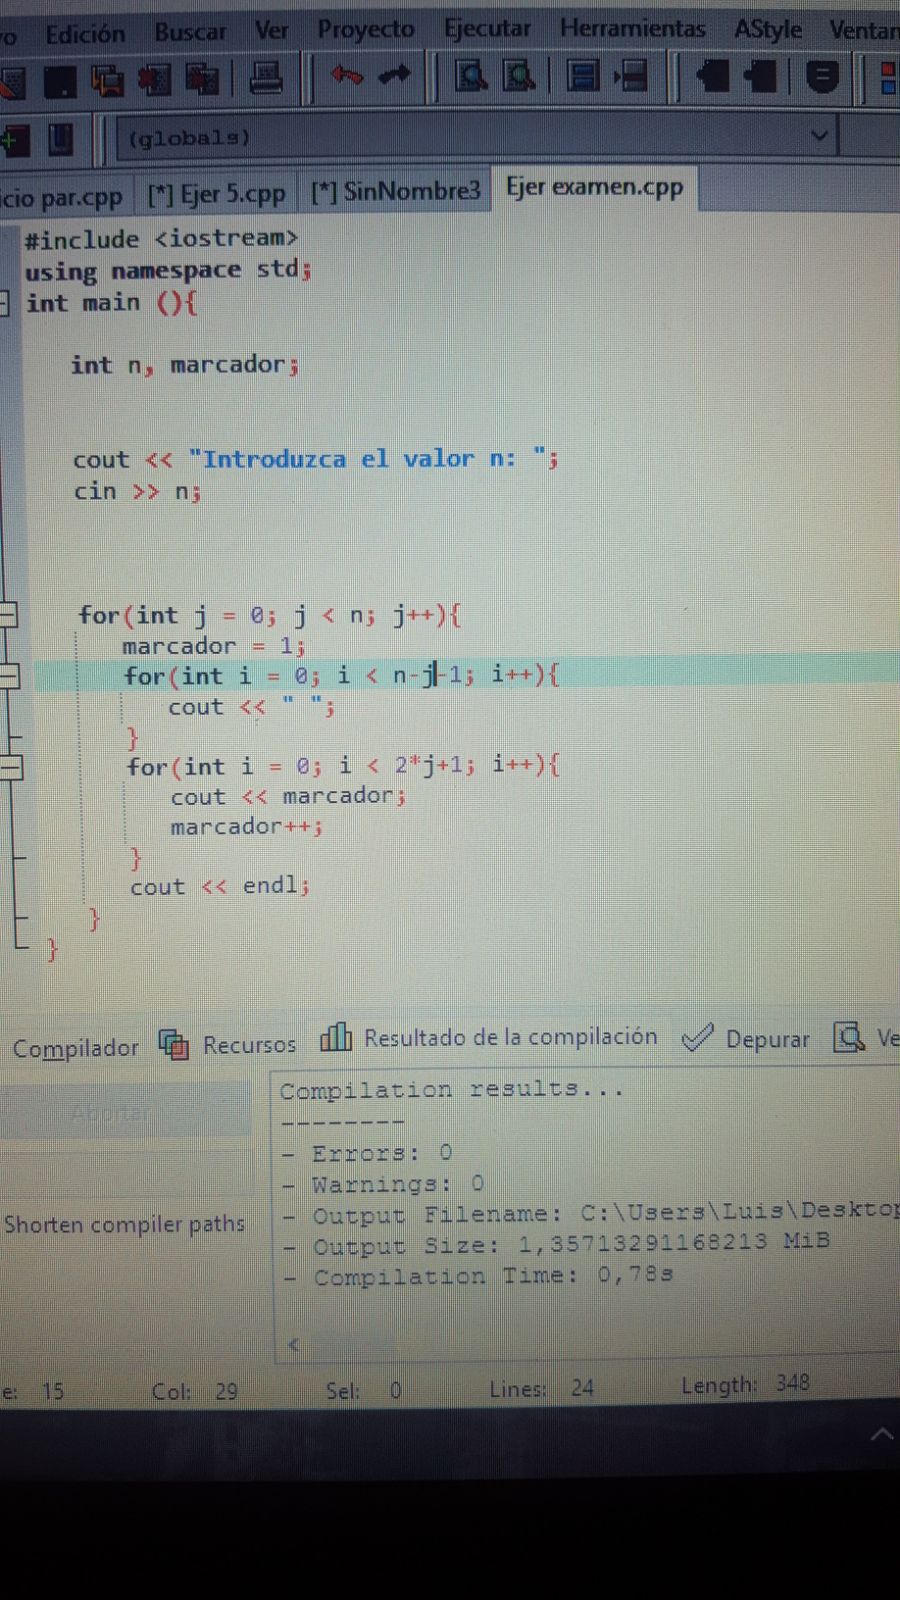 Edición Buscar Ver Proyecto Ejecutar Herramientas AStyle
(globals)
par.cpp [*] Ejer 5.cpp [*] SinNombre3 Ejer examen.cpp
#include <iostream>
using namespace std;
int main (){
int n, marcador;
cout << "Introduzca el valor n: ";
cin >> n;
for(int j = 0; j < n; j++){
marcador = 1;
for(int i = 0; i < n-j-1; i++){
cout << " ";
}
for(int i = 0; i < 2*j+1; i++){
cout << marcador;
marcador++;
}
cout << endl;
}
}
Compilador Recursos Resultado de la compilación Depurar Ve
Abortar
Compilation results...
--------
- Errors: 0
- Warnings: 0
- Output Filename: C:\Users\Luis\Desktop
- Output Size: 1,35713291168213 MiB
- Compilation Time: 0,78s
Shorten compiler paths
e: 15 Col: 29 Sel: 0 Lines: 24 Length: 348